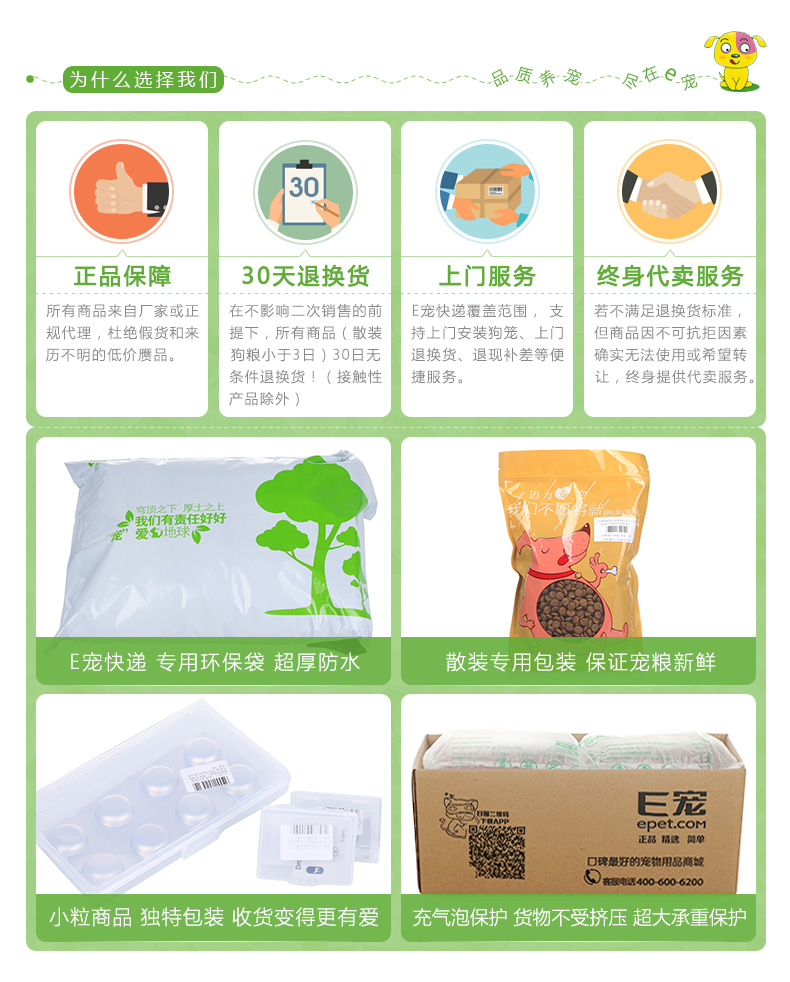 为什么选择我们
品质养宠 尽在e宠
30
正品保障
所有商品来自厂家或正
规代理，杜绝假货和来
历不明的低价赝品。
30天退换货
在不影响二次销售的前
提下，所有商品（散装
狗粮小于3日）30日无
条件退换货！（接触性
产品除外）
上门服务
E宠快递覆盖范围， 支
持上门安装狗笼、上门
退换货、退现补差等便
捷服务。
终身代卖服务
若不满足退换货标准，
但商品因不可抗拒因素
确实无法使用或希望转
让，终身提供代卖服务。
穹顶之下 厚土之上
我们有责任好好
爱 地球
E宠快递 专用环保袋 超厚防水
因为
我们不愿将就
散装专用包装 保证宠粮新鲜
小粒商品 独特包装 收货变得更有爱
扫描二维码
下载APP
E宠
epet.com
正品 精选 简单
口碑最好的宠物用品商城
客服电话400-600-6200
充气泡保护 货物不受挤压 超大承重保护